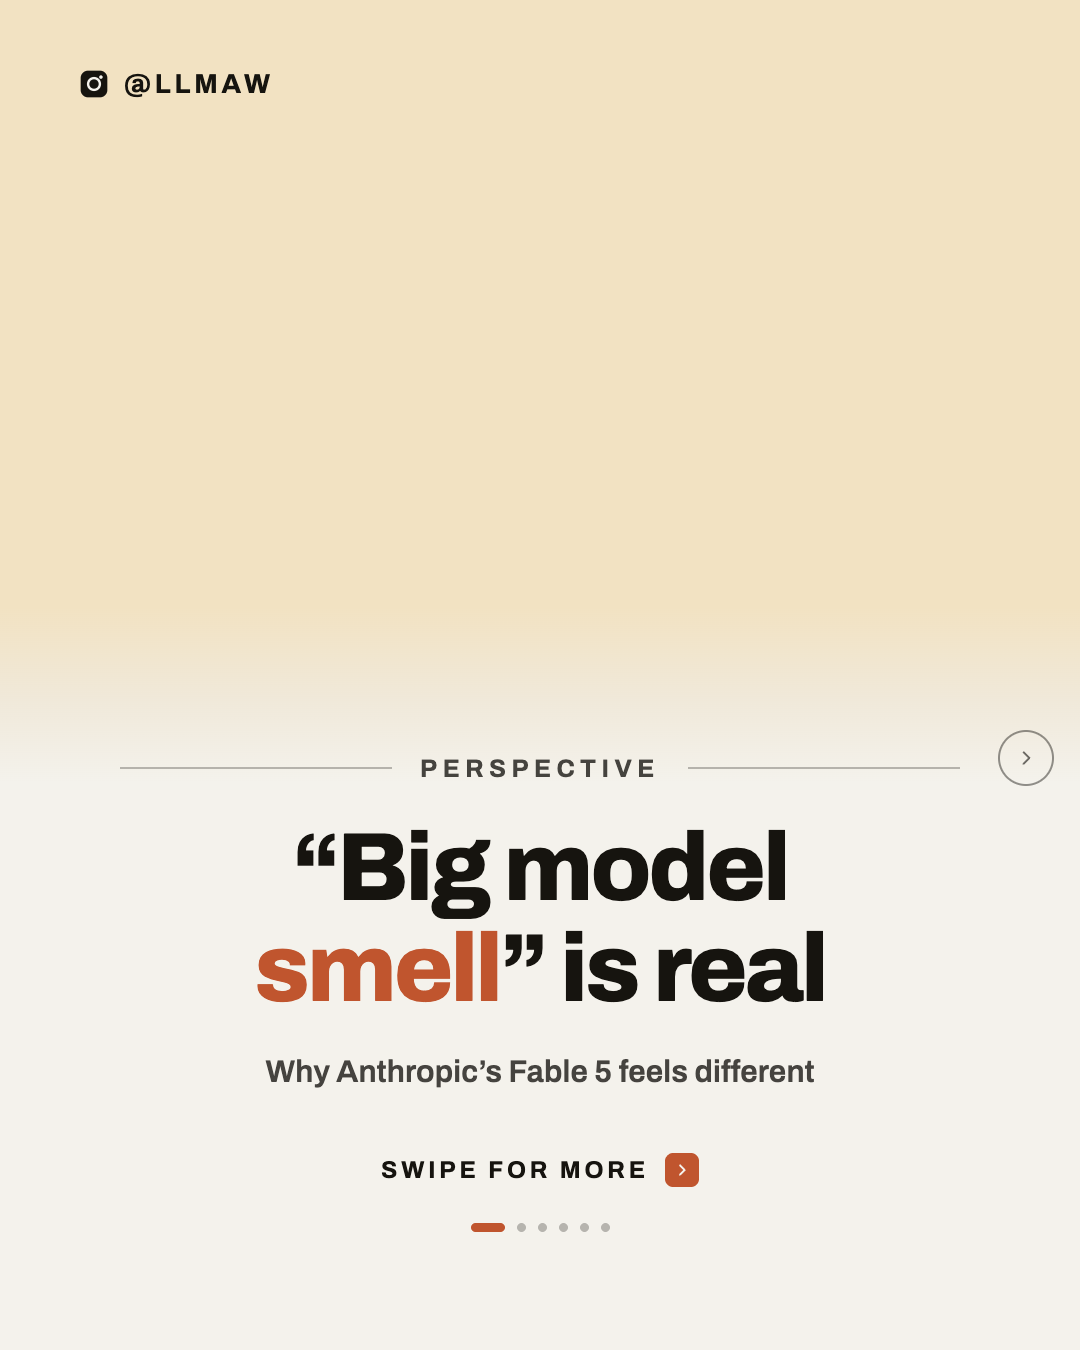 @LLMAW
PERSPECTIVE
“Big model
smell” is real
Why Anthropic’s Fable 5 feels different
SWIPE FOR MORE